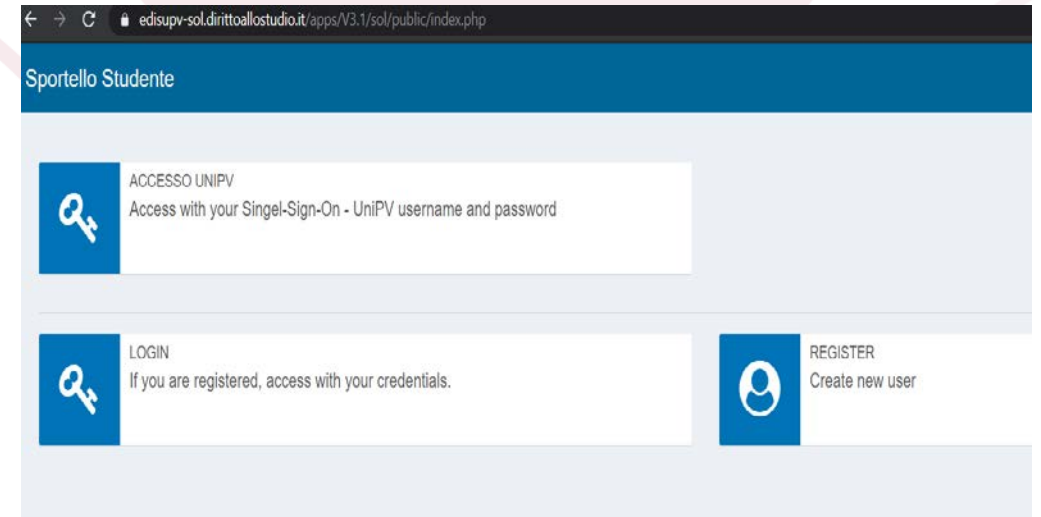 edisupv-sol.dirittoallostudio.it/apps/V3.1/sol/public/index.php
Sportello Studente
ACCESSO UNIPV
Access with your Singel-Sign-On - UniPV username and password
LOGIN
If you are registered, access with your credentials.
REGISTER
Create new user